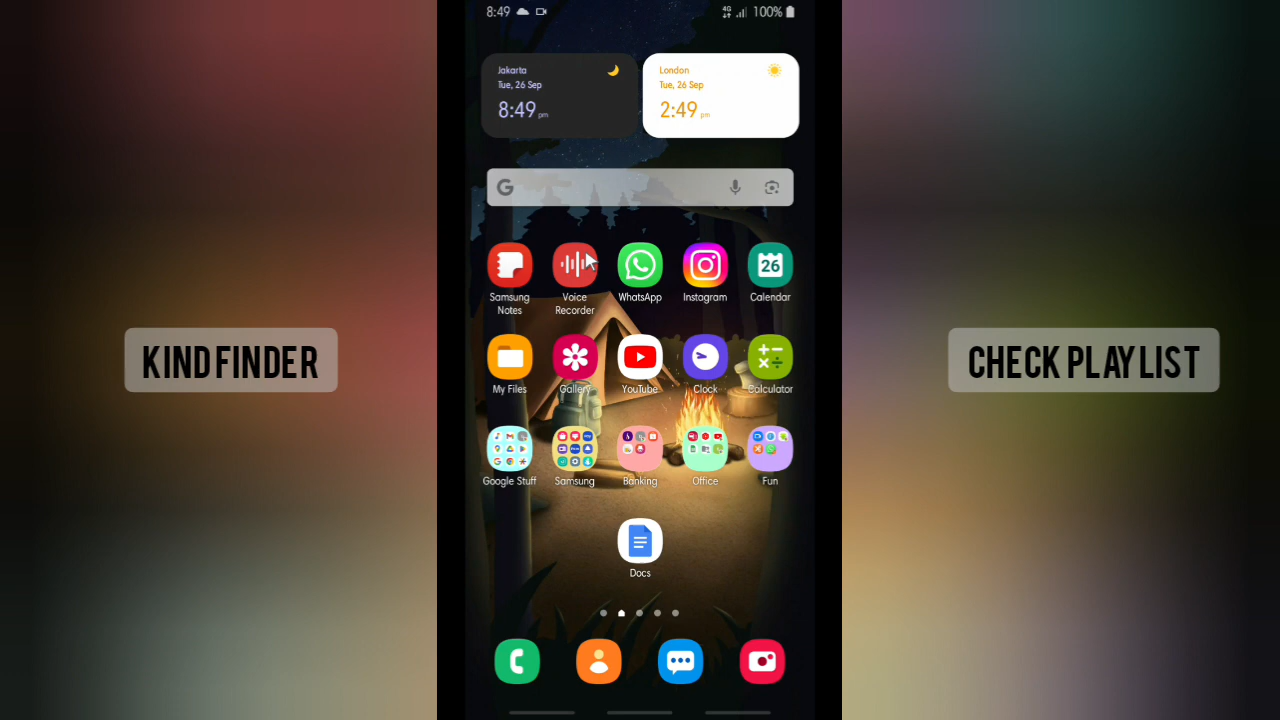 8:49
4G
100%
Jakarta
Tue, 26 Sep
8:49 pm
London
Tue, 26 Sep
2:49 pm
G
Samsung Notes
Voice Recorder
WhatsApp
Instagram
26
Calendar
My Files
Gallery
YouTube
Clock
Calculator
Google Stuff
Samsung
Banking
Office
Fun
Docs
KIND FINDER
CHECK PLAYLIST